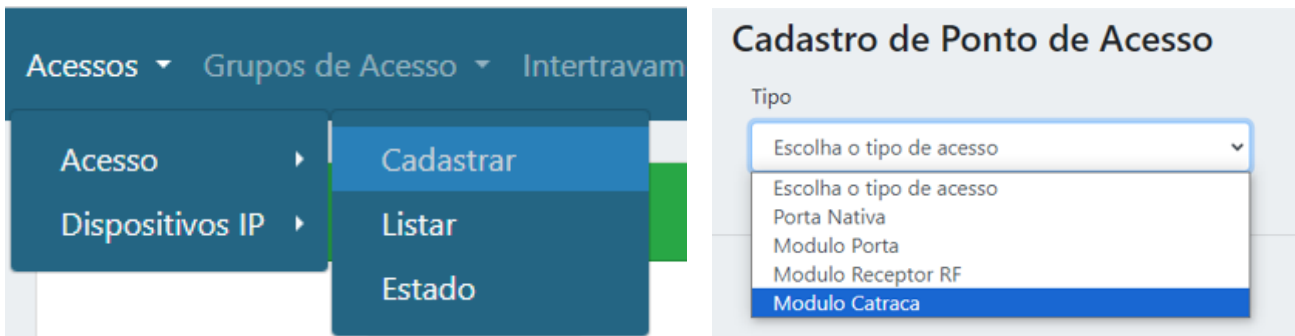 Acessos Grupos de Acesso Intertravam
Acesso
Dispositivos IP
Cadastrar
Listar
Estado
Cadastro de Ponto de Acesso
Tipo
Escolha o tipo de acesso
Escolha o tipo de acesso
Porta Nativa
Modulo Porta
Modulo Receptor RF
Modulo Catraca